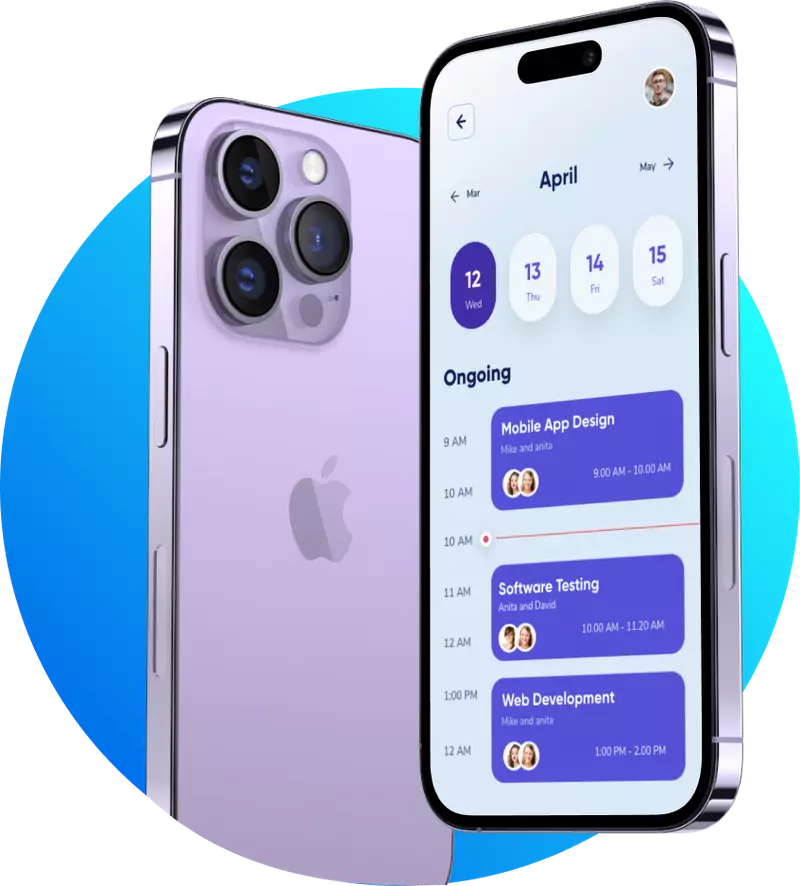 April
Mar
May
12
Wed
13
Thu
14
Fri
15
Sat
Ongoing
9 AM
Mobile App Design
Mike and anita
9.00 AM - 10.00 AM
10 AM
10 AM
11 AM
Software Testing
Anita and David
10.00 AM - 11.20 AM
12 AM
1:00 PM
Web Development
Mike and anita
1:00 PM - 2.00 PM
12 AM